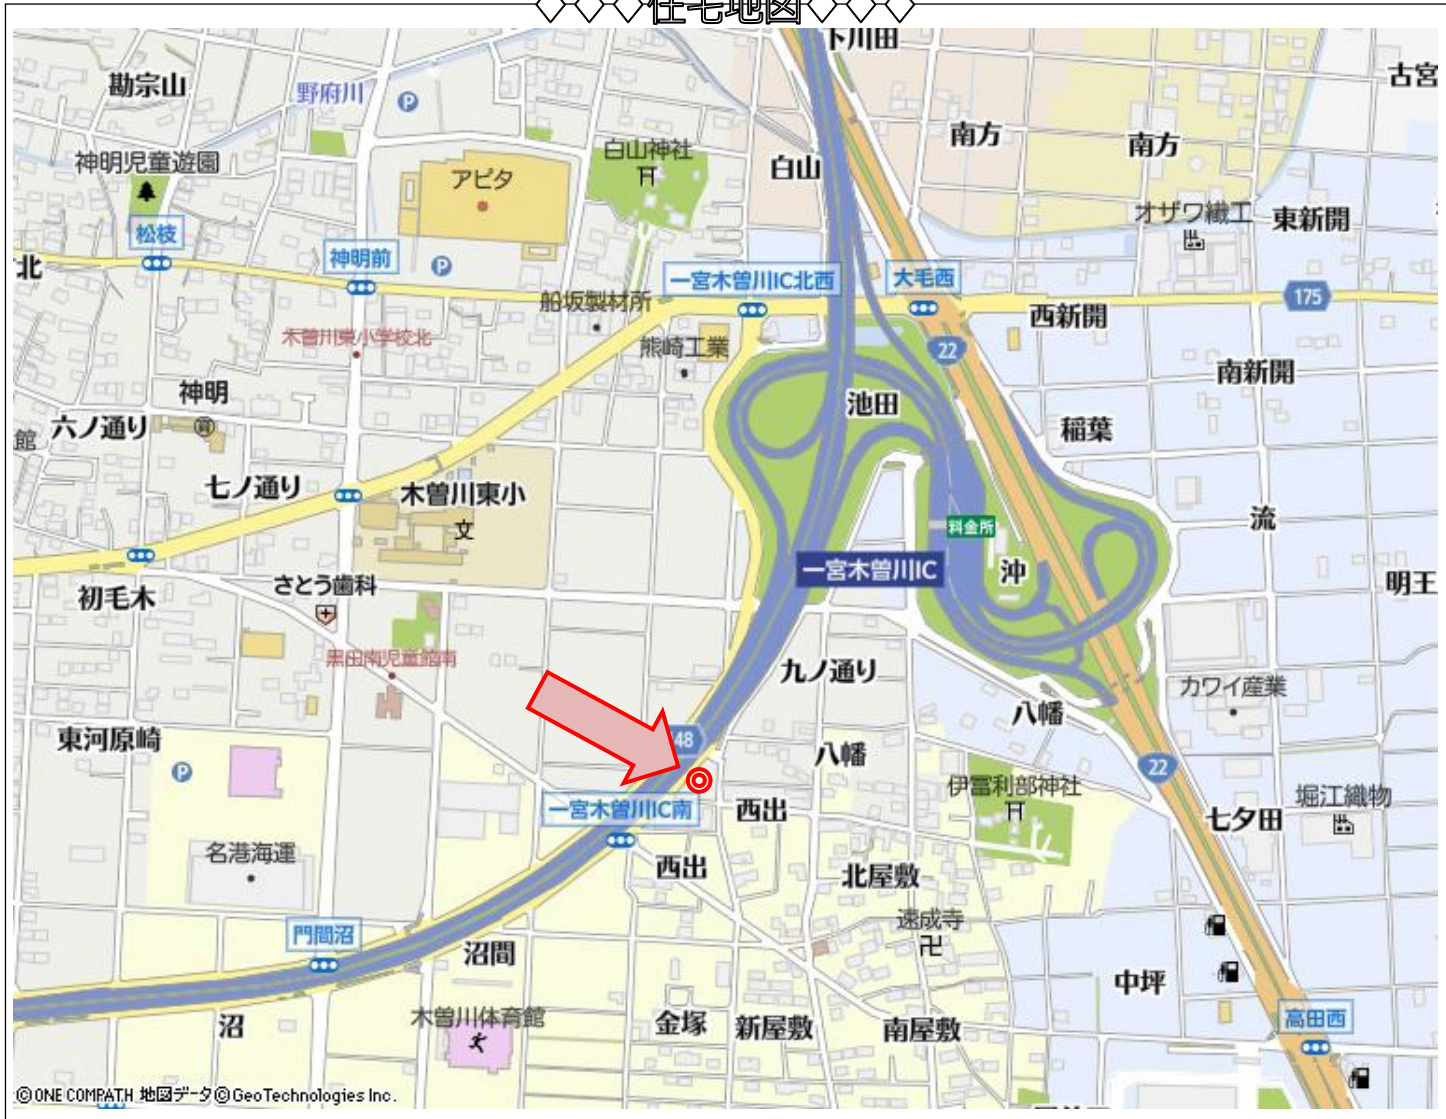 ◇◇◇住宅地図◇◇◇
下川田
勘宗山
野府川
古宮
南方
南方
白山神社
神明児童遊園
白山
アピタ
オザワ繊工
東新開
松枝
神明前
北
一宮木曽川IC北西
大毛西
175
船坂製材所
西新開
木曽川東小学校北
熊崎工業
22
南新開
神明
池田
六ノ通り
館
稲葉
七ノ通り
木曽川東小
文
流
料金所
一宮木曽川IC
沖
さとう歯科
明王
初毛木
黒田南児童館南
九ノ通り
カワイ産業
八幡
東河原崎
48
八幡
22
伊冨利部神社
堀江織物
一宮木曽川IC南
西出
七夕田
名港海運
西出
北屋敷
速成寺
門間沼
沼間
中坪
木曽川体育館
沼
金塚
新屋敷
南屋敷
高田西
©ONE COMPATH 地図データ©GeoTechnologies Inc.